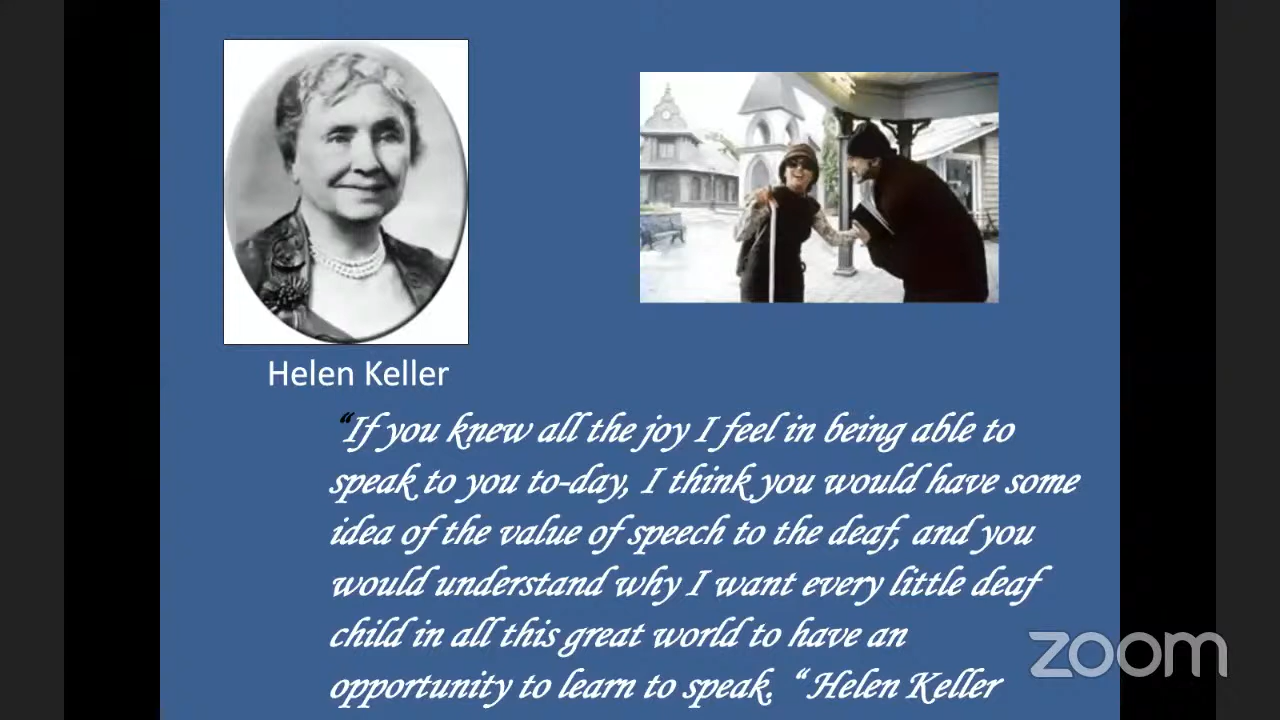 Helen Keller
“If you knew all the joy I feel in being able to
speak to you to-day, I think you would have some
idea of the value of speech to the deaf, and you
would understand why I want every little deaf
child in all this great world to have an
opportunity to learn to speak. “ Helen Keller
zoom